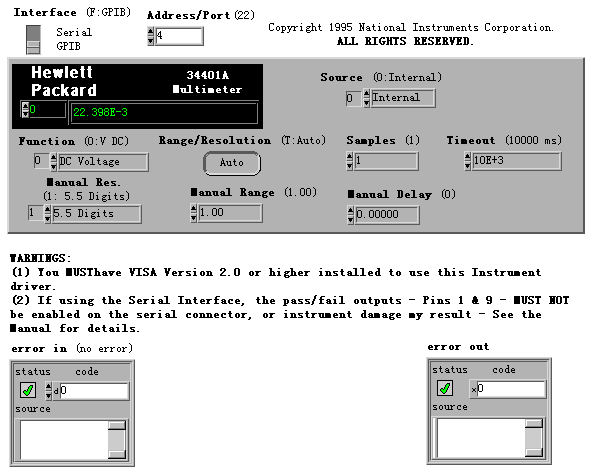 Interface (F:GPIB)
Address/Port (22)
Serial
GPIB
4
Copyright 1995 National Instruments Corporation.
ALL RIGHTS RESERVED.
Hewlett
Packard
34401A
Multimeter
0
22.398E-3
Source (0:Internal)
0 Internal
Function (0:V DC)
0 DC Voltage
Range/Resolution (T:Auto)
Auto
Samples (1)
1
Timeout (10000 ms)
10E+3
Manual Res.
(1: 5.5 Digits)
1 5.5 Digits
Manual Range (1.00)
1.00
Manual Delay (0)
0.00000
WARNINGS:
(1) You MUSThave VISA Version 2.0 or higher installed to use this Instrument
driver.
(2) If using the Serial Interface, the pass/fail outputs - Pins 1 & 9 - MUST NOT
be enabled on the serial connector, or instrument damage my result - See the
Manual for details.
error in (no error)
status code
d 0
source
error out
status code
x 0
source